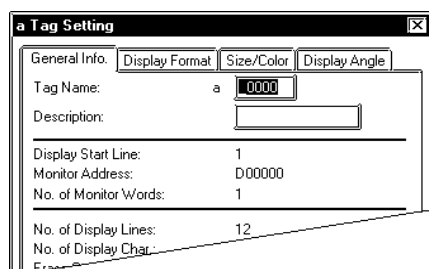 a Tag Setting
General Info. Display Format Size/Color Display Angle
Tag Name: a 0000
Description:
Display Start Line: 1
Monitor Address: D00000
No. of Monitor Words: 1
No. of Display Lines: 12
No. of Display Char.: